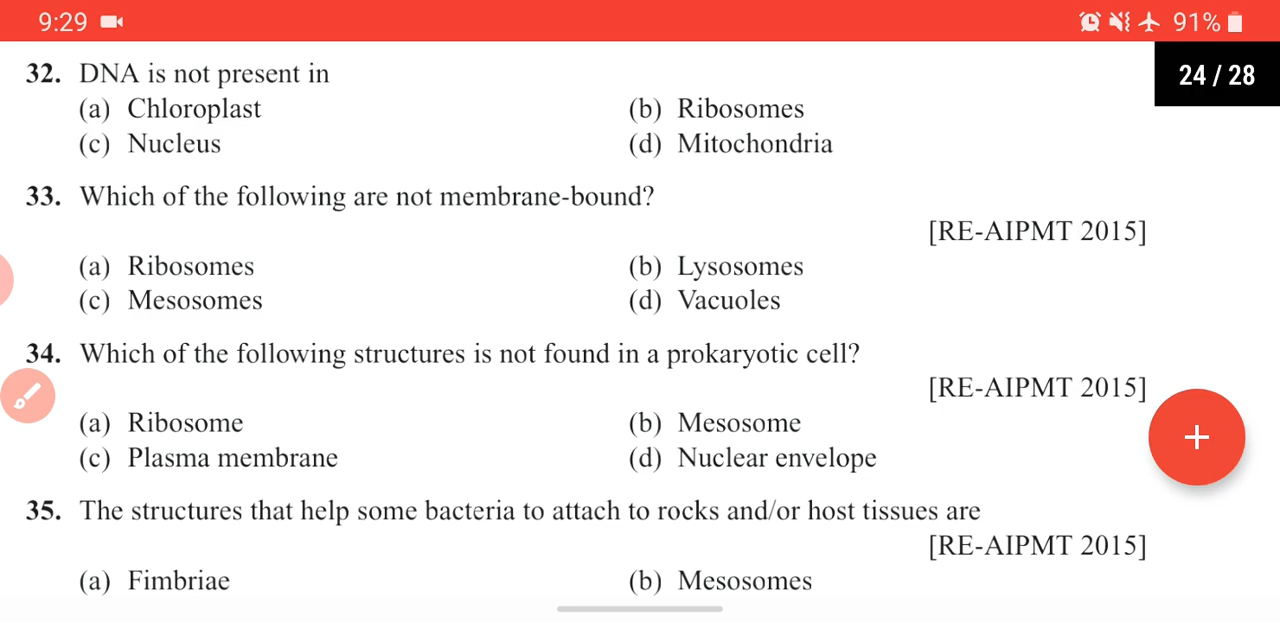 9:29
91%
24 / 28
32. DNA is not present in
(a) Chloroplast (b) Ribosomes
(c) Nucleus (d) Mitochondria
33. Which of the following are not membrane-bound?
[RE-AIPMT 2015]
(a) Ribosomes (b) Lysosomes
(c) Mesosomes (d) Vacuoles
34. Which of the following structures is not found in a prokaryotic cell?
[RE-AIPMT 2015]
(a) Ribosome (b) Mesosome
(c) Plasma membrane (d) Nuclear envelope
35. The structures that help some bacteria to attach to rocks and/or host tissues are
[RE-AIPMT 2015]
(a) Fimbriae (b) Mesosomes